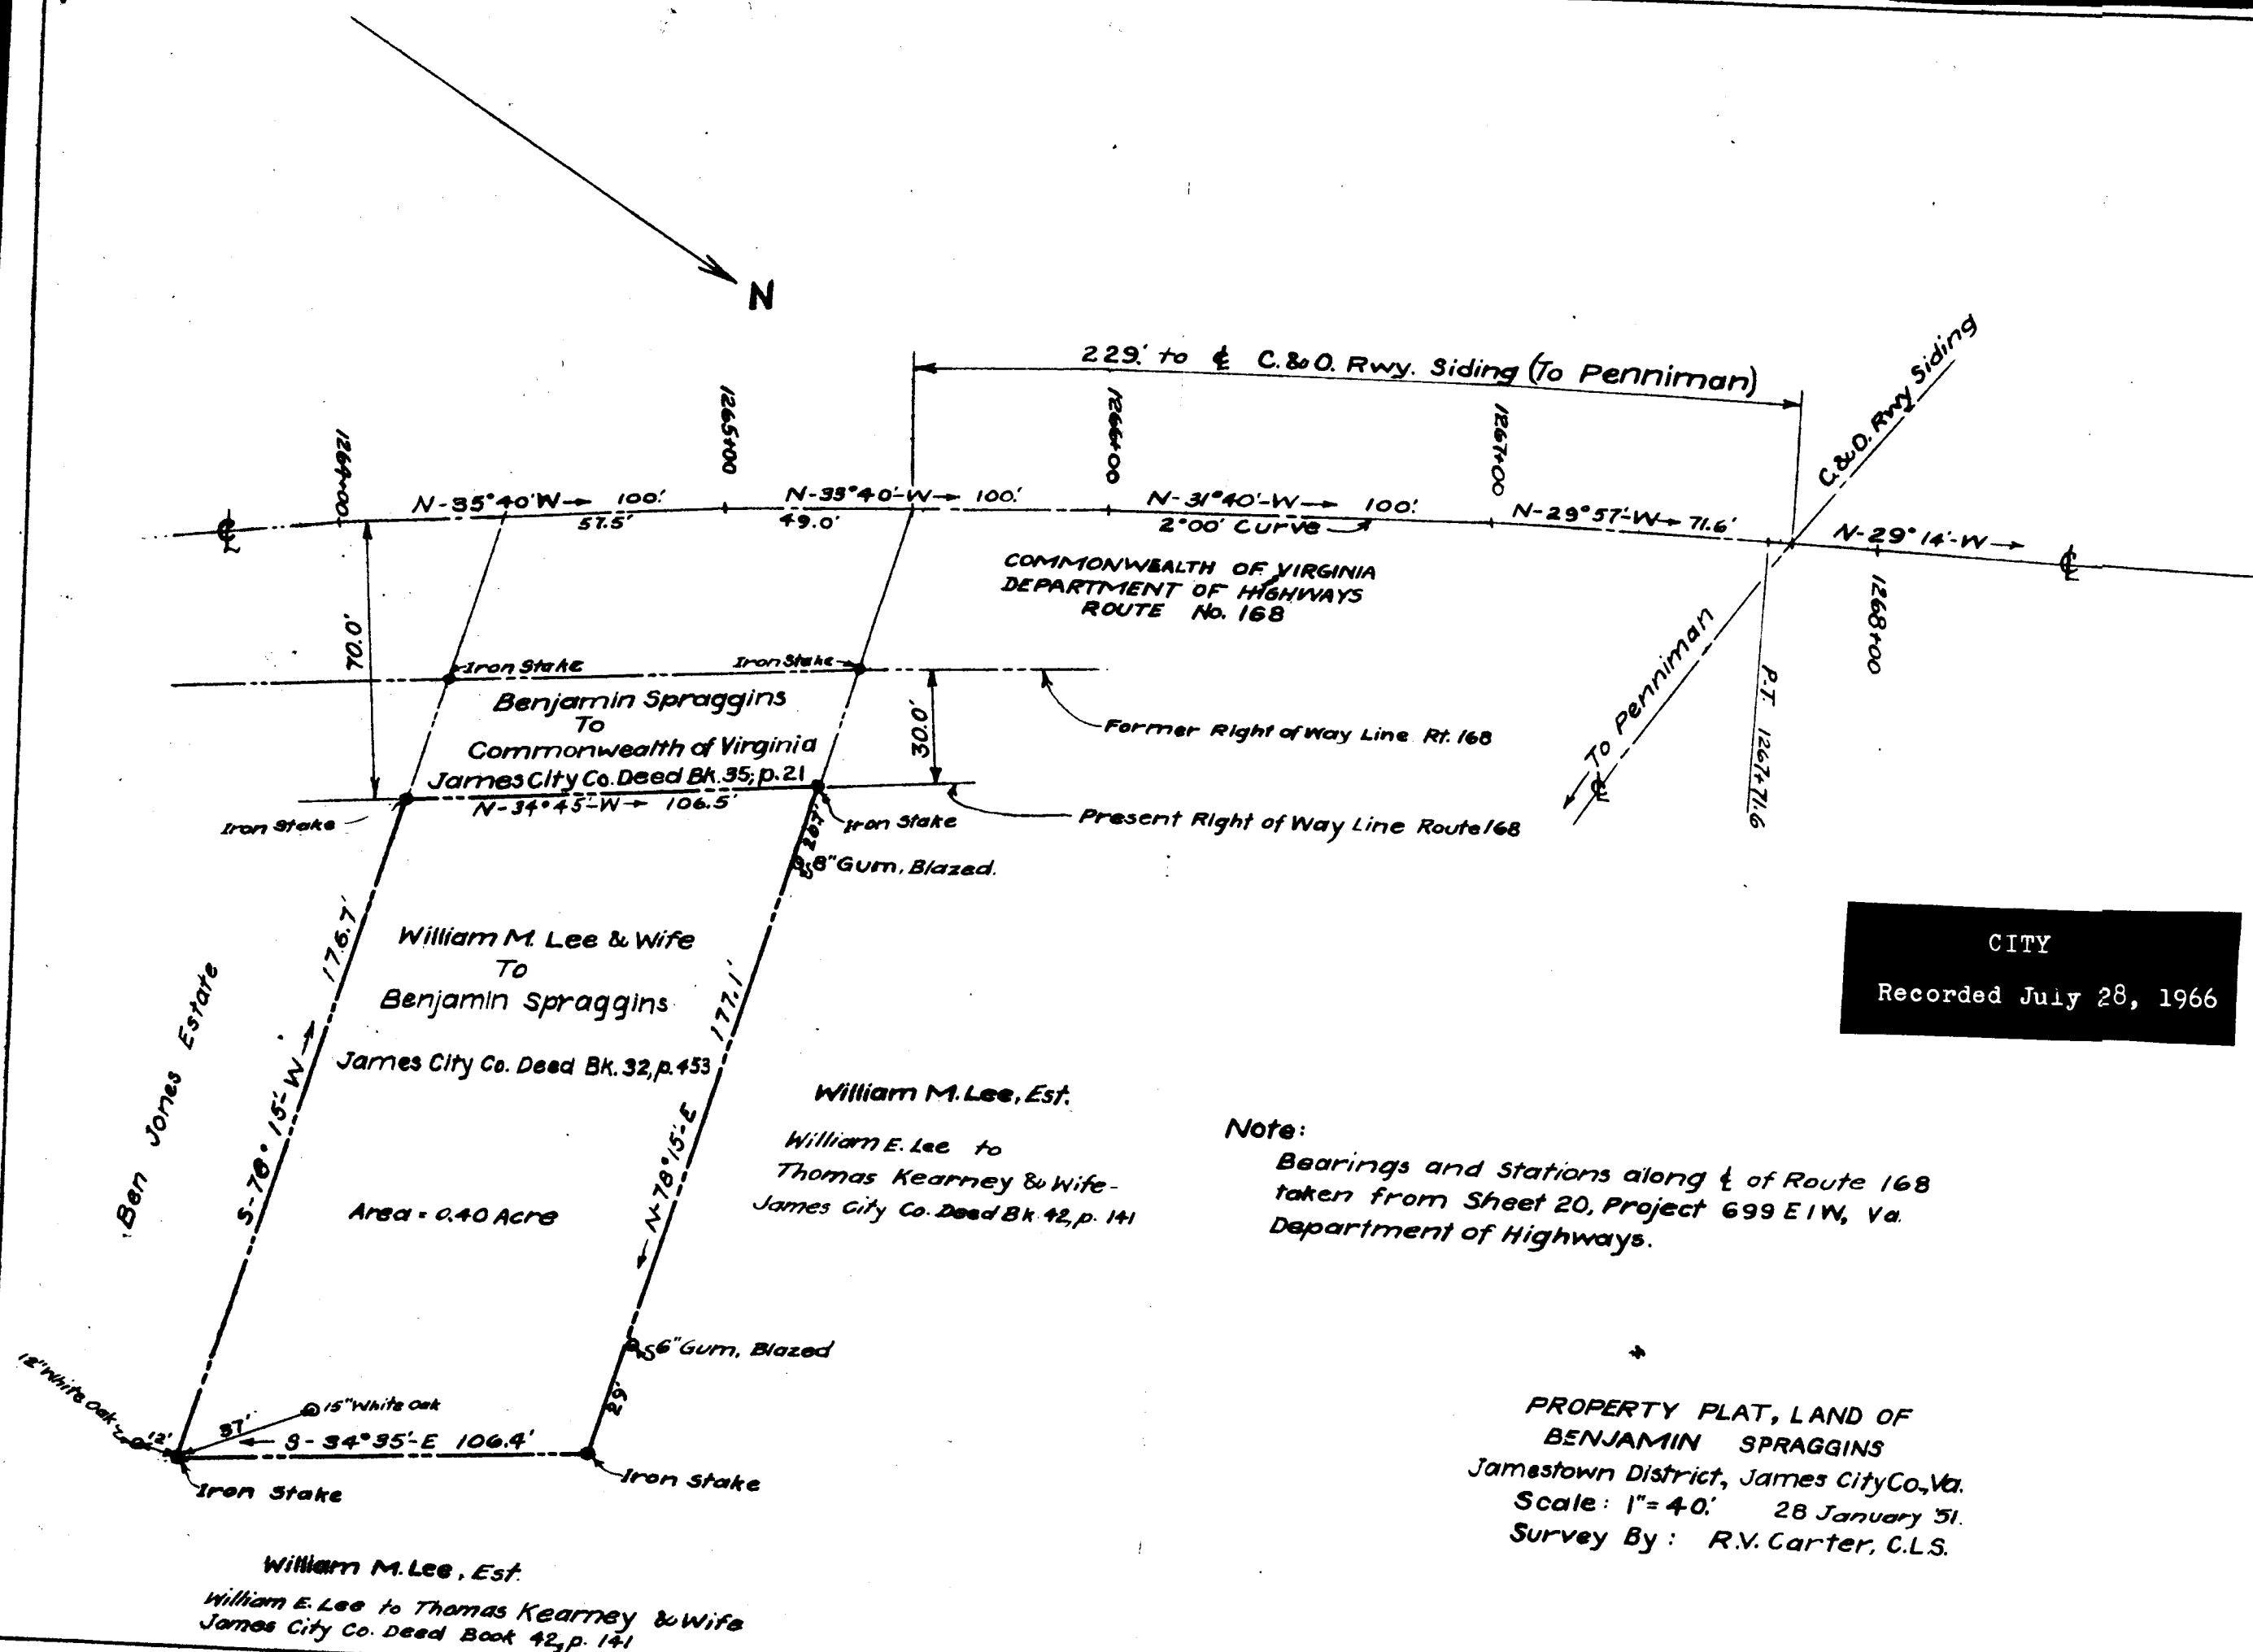 N
229.' to ℄ C.&O. Rwy. Siding (To Penniman)
C.&O. Rwy Siding
1264+00
1265+00
1266+00
1267+00
1268+00
℄
N-35°40'W → 100.'
57.5'
N-33°40'-W → 100.'
49.0'
N-31°40'-W → 100.'
2°00' Curve
N-29°57'-W → 71.6'
N-29°14'-W →
℄
COMMONWEALTH OF VIRGINIA
DEPARTMENT OF HIGHWAYS
ROUTE No. 168
70.0'
Iron Stake
Iron Stake
To Penniman
℄
P.T. 1267+71.6
Benjamin Spraggins
To
Commonwealth of Virginia
James City Co. Deed Bk. 35; p. 21
30.0'
Former Right of Way Line Rt. 168
N-34°45'-W → 106.5'
Iron Stake
Iron Stake
Present Right of Way Line Route 168
8" Gum, Blazed.
CITY
Recorded July 28, 1966
Ben Jones Estate
S-78°15'-W → 176.7'
William M. Lee & Wife
To
Benjamin Spraggins
James City Co. Deed Bk. 32, p. 453
Area = 0.40 Acre
← N-78°15'-E 177.1'
William M. Lee, Est.
William E. Lee to
Thomas Kearney & Wife-
James City Co. Deed Bk. 42, p. 141
Note:
Bearings and Stations along ℄ of Route 168
taken from Sheet 20, Project 699 E1W, Va.
Department of Highways.
6" Gum, Blazed
29'
12" White Oak
12'
37'
15" White Oak
← S-34°35'-E 106.4'
Iron Stake
Iron Stake
PROPERTY PLAT, LAND OF
BENJAMIN SPRAGGINS
Jamestown District, James City Co., Va.
Scale: 1"= 40.' 28 January '51.
Survey By: R.V. Carter, C.L.S.
William M. Lee, Est.
William E. Lee to Thomas Kearney & Wife
James City Co. Deed Book 42, p. 141